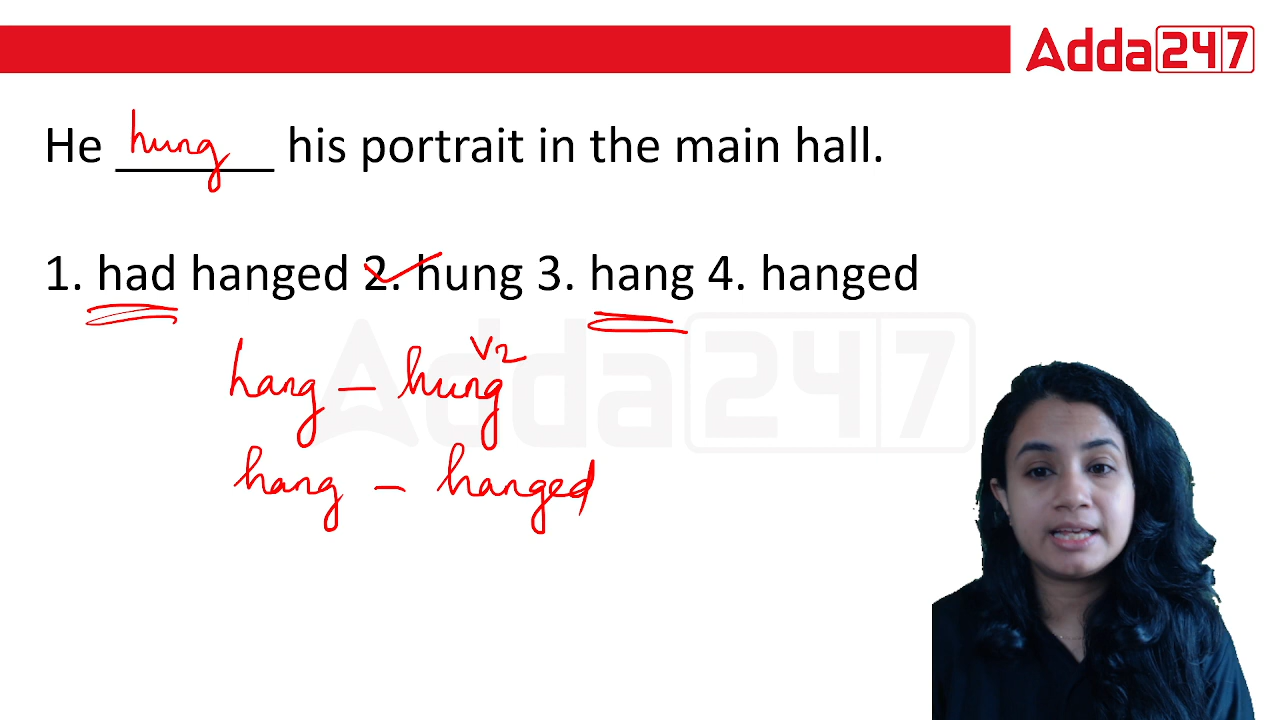 Adda247
He hung his portrait in the main hall.
1. had hanged 2. hung 3. hang 4. hanged
Adda247
hang – hung v2
hang – hanged